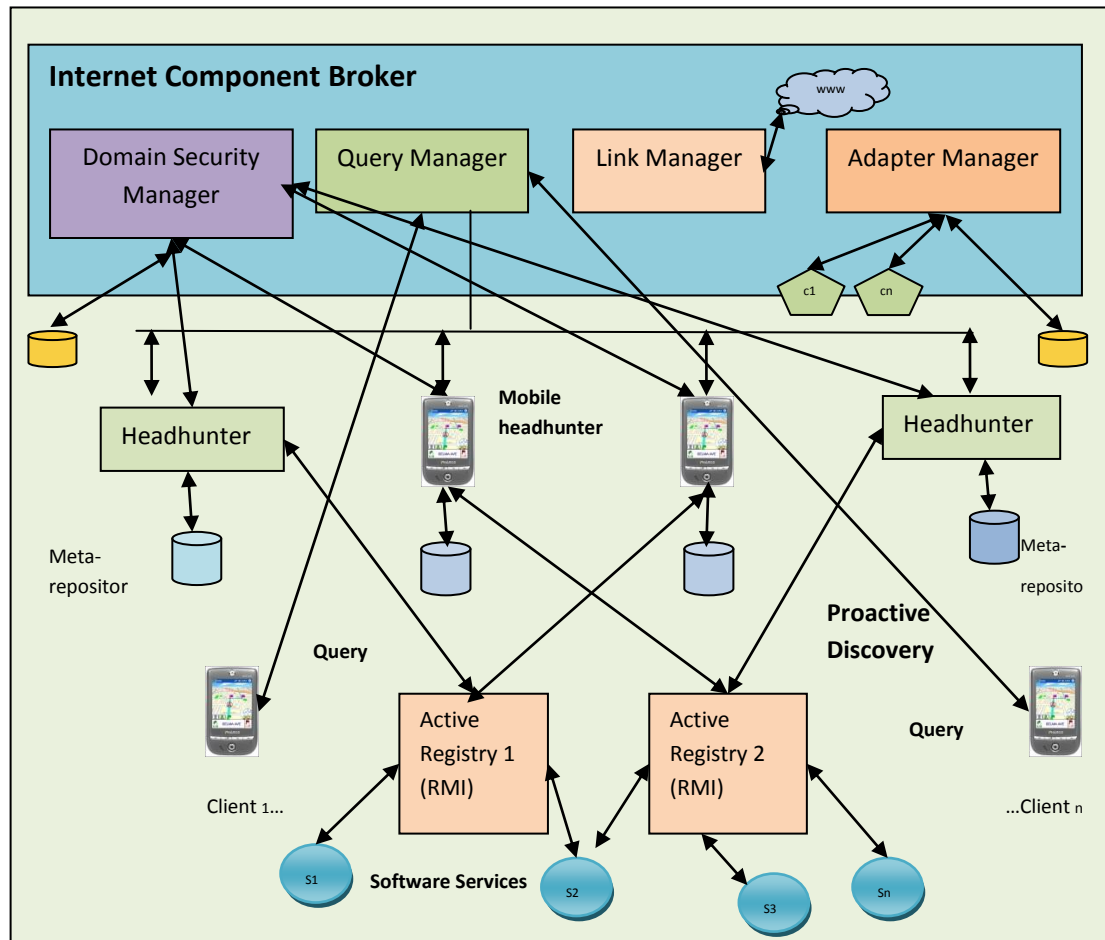 Internet Component Broker
www
Domain Security
Manager
Query Manager
Link Manager
Adapter Manager
c1
cn
Headhunter
Mobile
headhunter
Headhunter
Meta-
repositor
Meta-
reposito
Proactive
Discovery
Query
Active
Registry 1
(RMI)
Active
Registry 2
(RMI)
Query
Client 1...
...Client n
S1
Software Services
S2
S3
Sn